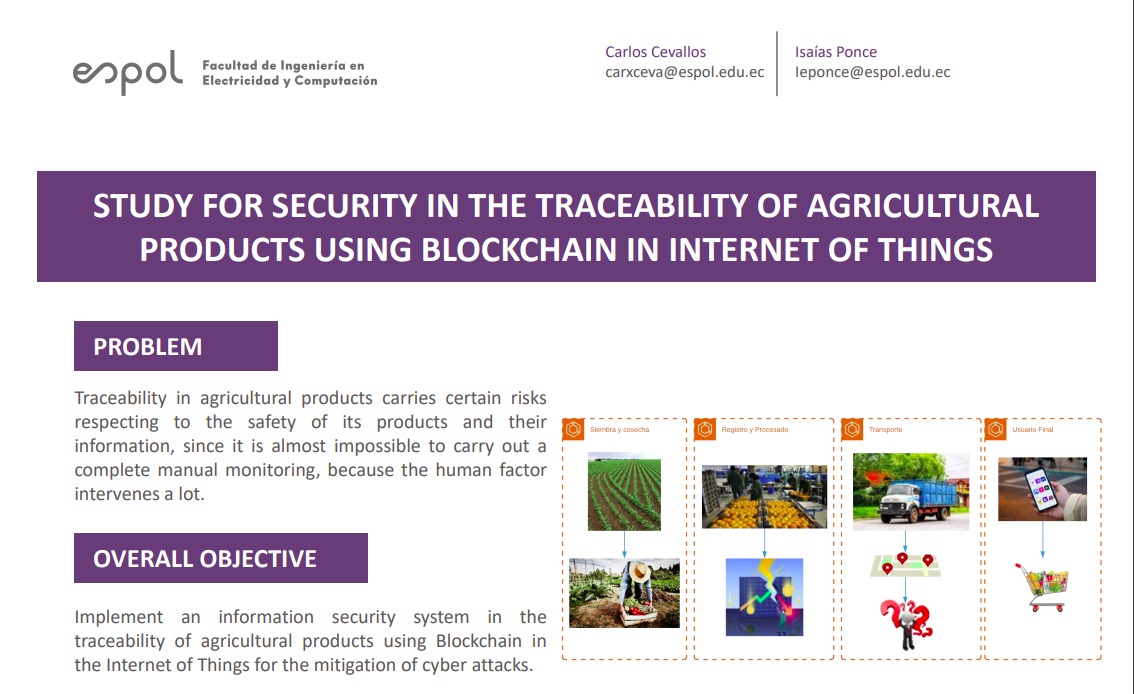 espol
Facultad de Ingeniería en
Electricidad y Computación
Carlos Cevallos
carxceva@espol.edu.ec
Isaías Ponce
leponce@espol.edu.ec
STUDY FOR SECURITY IN THE TRACEABILITY OF AGRICULTURAL
PRODUCTS USING BLOCKCHAIN IN INTERNET OF THINGS
PROBLEM
Traceability in agricultural products carries certain risks
respecting to the safety of its products and their
information, since it is almost impossible to carry out a
complete manual monitoring, because the human factor
intervenes a lot.
OVERALL OBJECTIVE
Implement an information security system in the
traceability of agricultural products using Blockchain in
the Internet of Things for the mitigation of cyber attacks.
Siembra y cosecha
Registro y Procesado
Transporte
Usuario Final